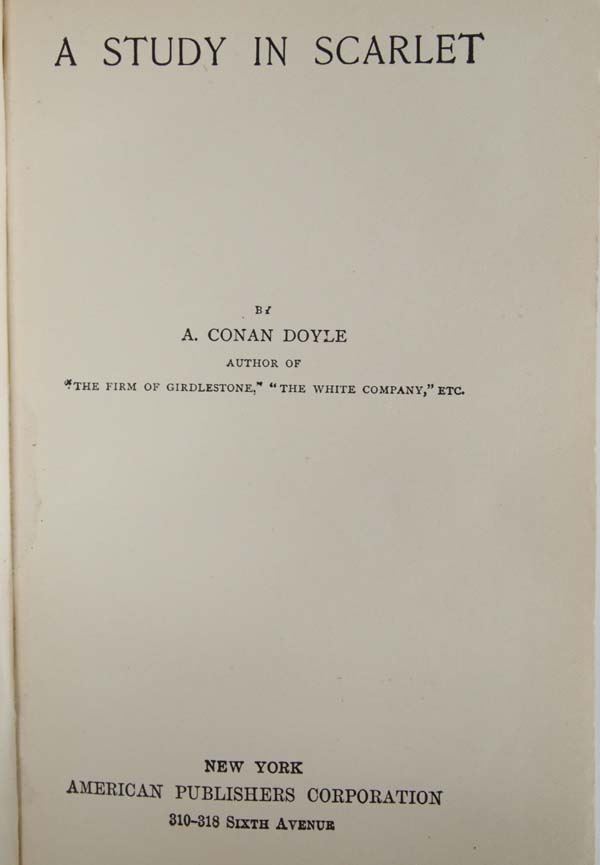 A STUDY IN SCARLET
BY
A. CONAN DOYLE
AUTHOR OF
"THE FIRM OF GIRDLESTONE," "THE WHITE COMPANY," ETC.
NEW YORK
AMERICAN PUBLISHERS CORPORATION
310-318 SIXTH AVENUE